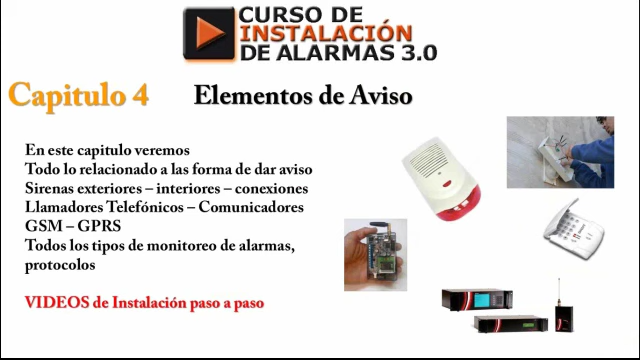 CURSO DE
INSTALACIÓN
DE ALARMAS 3.0
Capitulo 4
Elementos de Aviso
En este capitulo veremos
Todo lo relacionado a las forma de dar aviso
Sirenas exteriores – interiores – conexiones
Llamadores Telefónicos – Comunicadores
GSM – GPRS
Todos los tipos de monitoreo de alarmas,
protocolos
VIDEOS de Instalación paso a paso